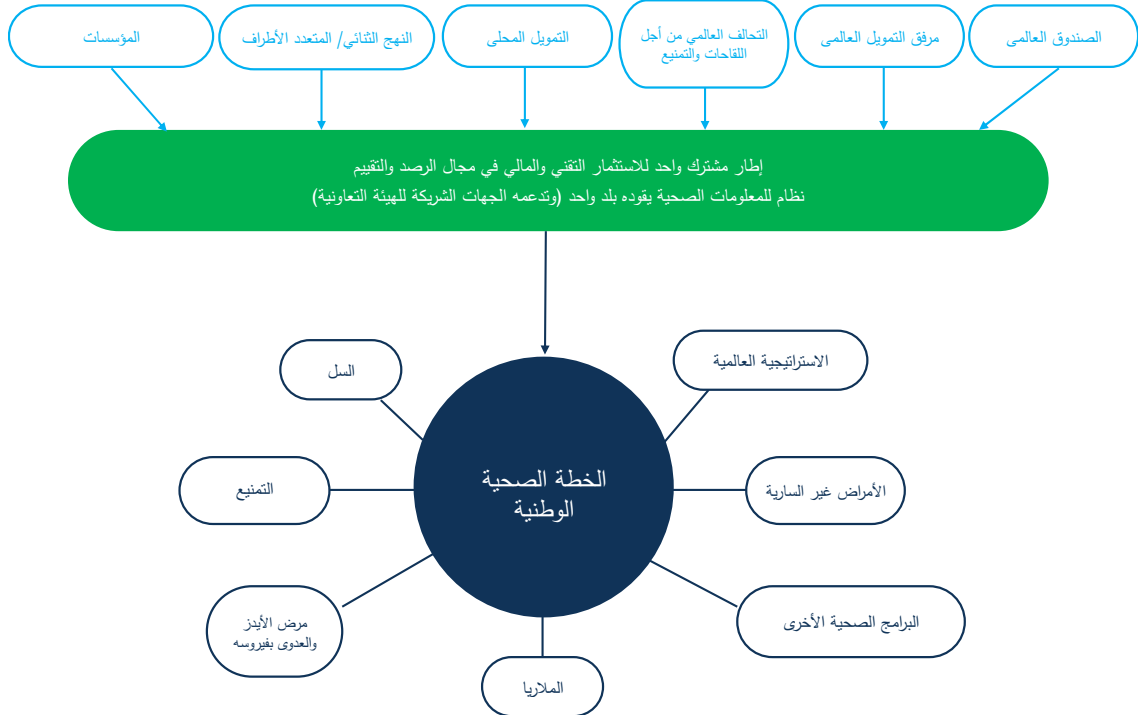 الصندوق العالمى
مرفق التمويل العالمى
التحالف العالمي من أجل
اللقاحات والتمنيع
التمويل المحلى
النهج الثنائي/ المتعدد الأطراف
المؤسسات
إطار مشترك واحد للاستثمار التقني والمالي في مجال الرصد والتقييم
نظام للمعلومات الصحية يقوده بلد واحد (وتدعمه الجهات الشريكة للهيئة التعاونية)
الاستراتيجية العالمية
السل
الخطة الصحية
الوطنية
الأمراض غير السارية
التمنيع
البرامج الصحية الأخرى
مرض الأيدز
والعدوى بفيروسه
الملاريا